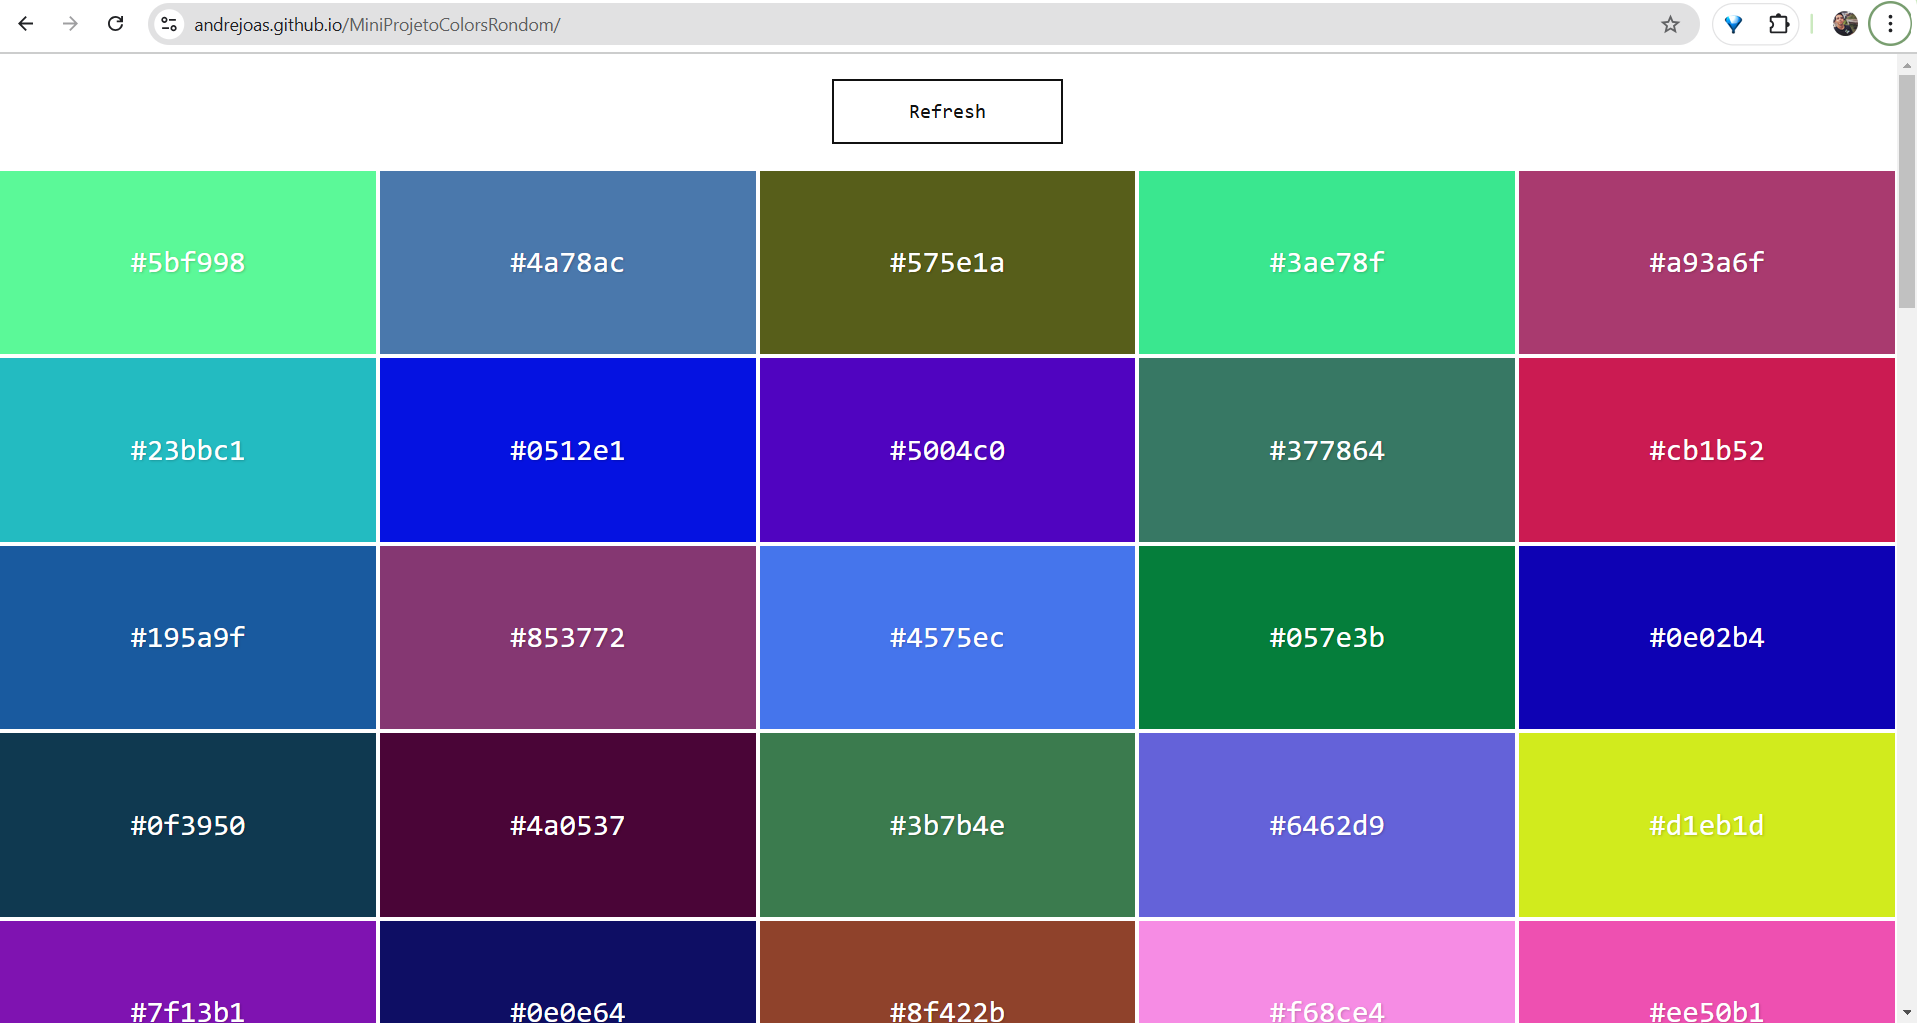 andrejoas.github.io/MiniProjetoColorsRondom/
Refresh
#5bf998 #4a78ac #575e1a #3ae78f #a93a6f
#23bbc1 #0512e1 #5004c0 #377864 #cb1b52
#195a9f #853772 #4575ec #057e3b #0e02b4
#0f3950 #4a0537 #3b7b4e #6462d9 #d1eb1d
#7f13b1 #0e0e64 #8f422b #f68ce4 #ee50b1